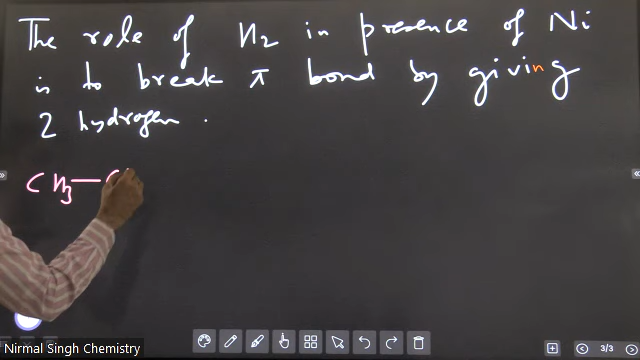 The role of H2 in presence of Ni
is to break π bond by giving
2 hydrogen .
CH3—C
Nirmal Singh Chemistry
3/3